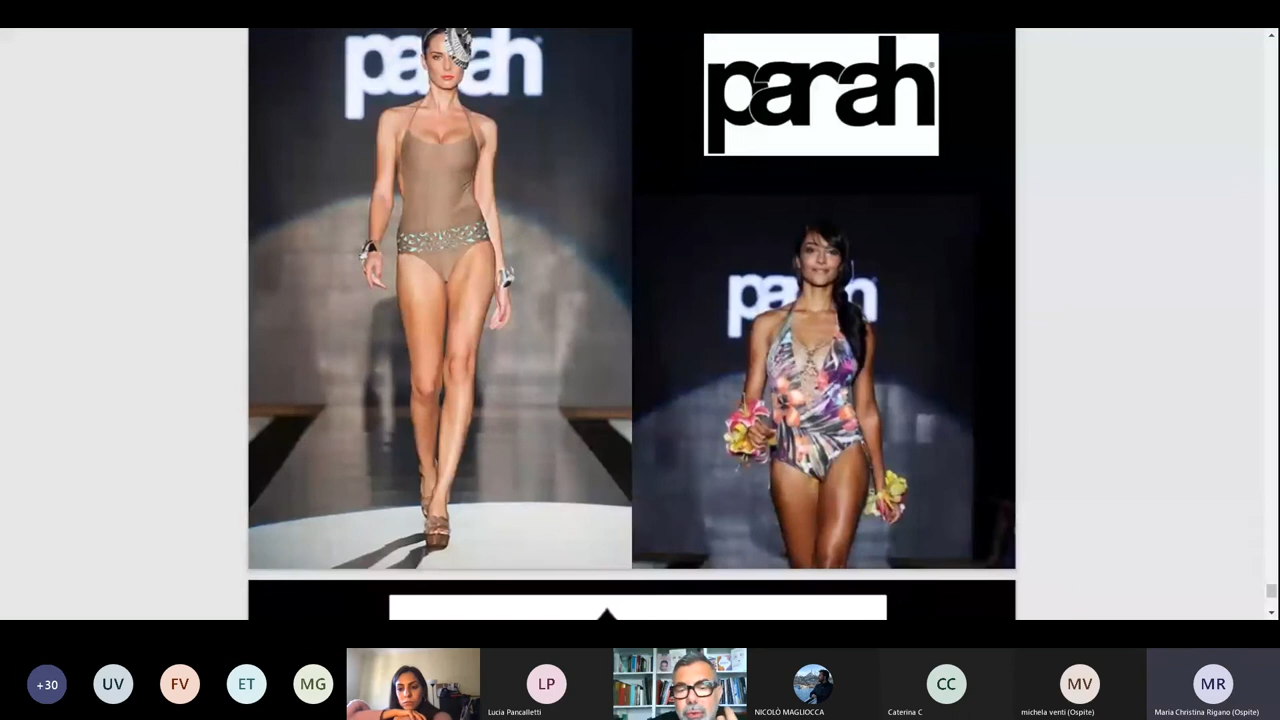 parah
parah®
parah
+30
UV
FV
ET
MG
LP
Lucia Pancalletti
NICOLÒ MAGLIOCCA
CC
Caterina C
MV
michela venti (Ospite)
MR
Maria Christina Rigano (Ospite)